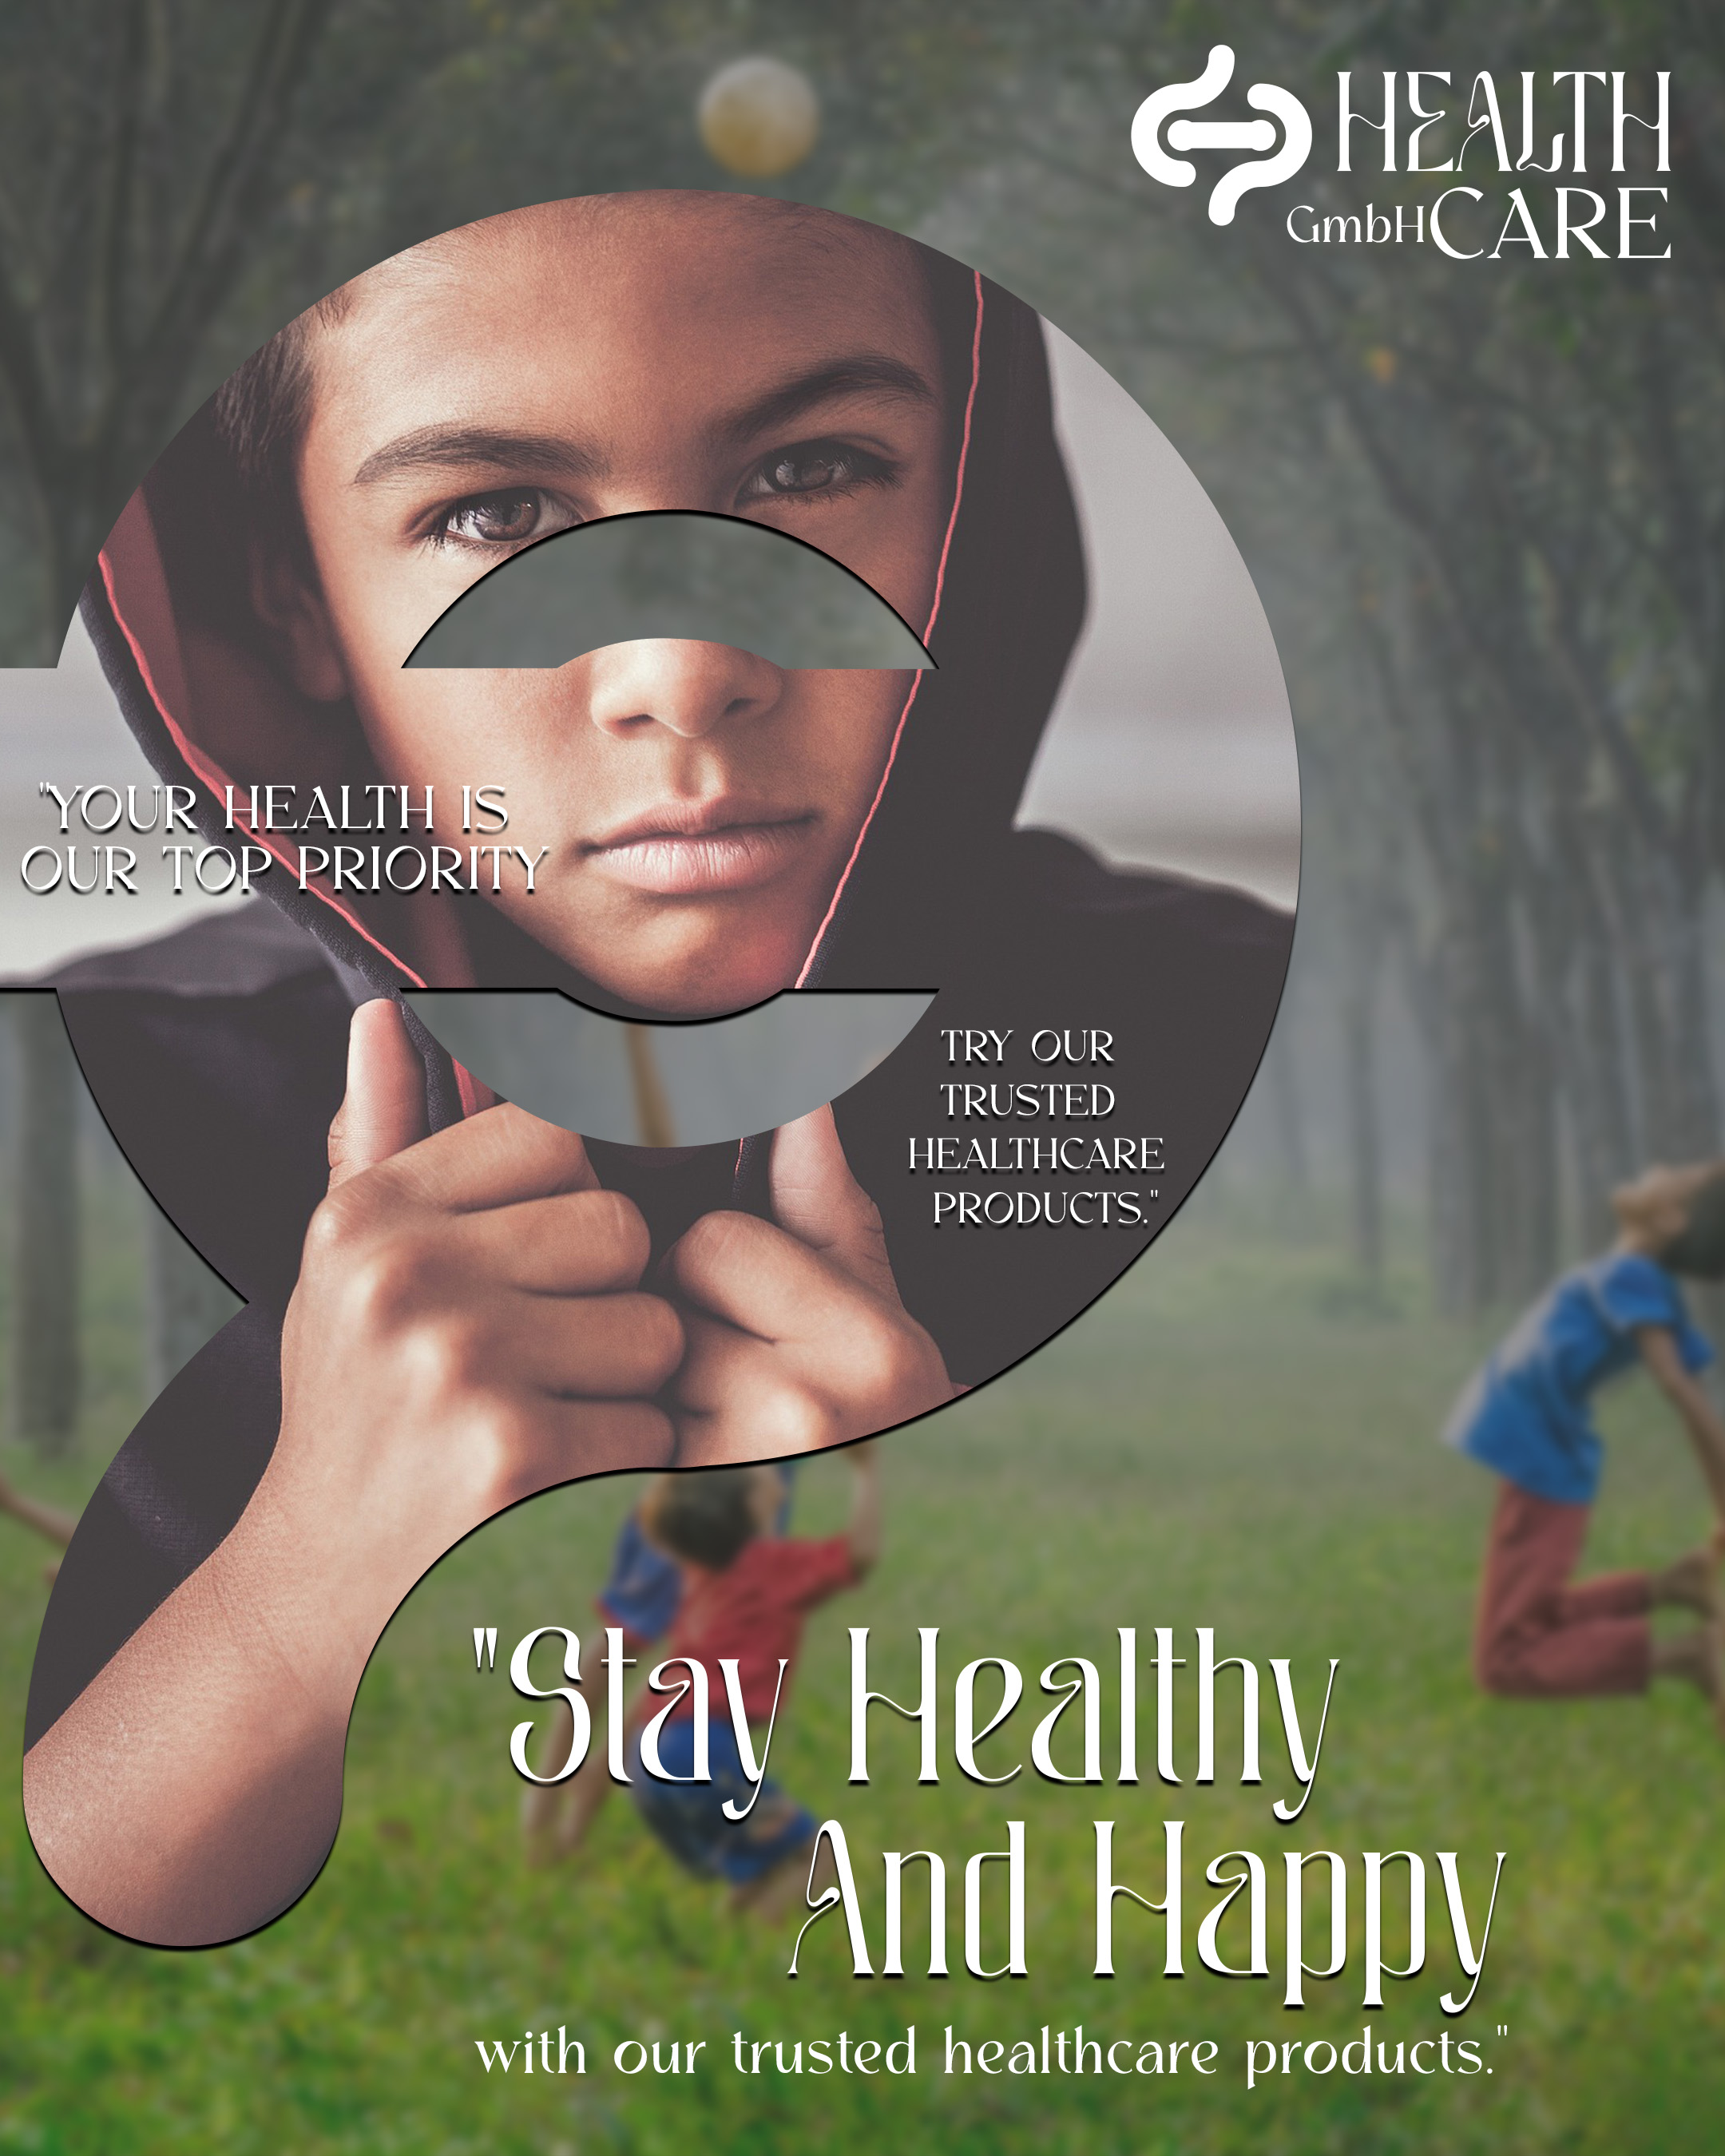 HEALTH
GmbH CARE
"YOUR HEALTH IS
OUR TOP PRIORITY
TRY OUR
TRUSTED
HEALTHCARE
PRODUCTS."
"Stay Healthy
And Happy
with our trusted healthcare products."